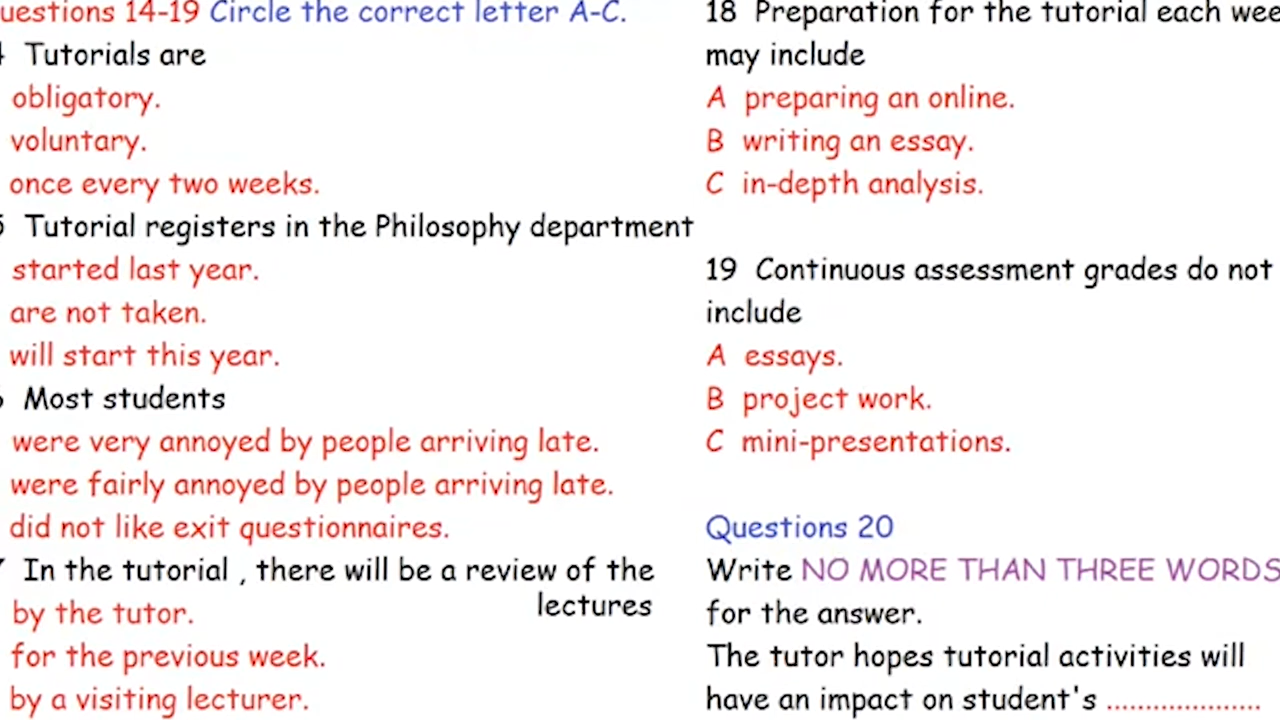 uestions 14-19 Circle the correct letter A-C.
Tutorials are
obligatory.
voluntary.
once every two weeks.
Tutorial registers in the Philosophy department
started last year.
are not taken.
will start this year.
Most students
were very annoyed by people arriving late.
were fairly annoyed by people arriving late.
did not like exit questionnaires.
In the tutorial , there will be a review of the
lectures
by the tutor.
for the previous week.
by a visiting lecturer.
18 Preparation for the tutorial each wee
may include
A preparing an online.
B writing an essay.
C in-depth analysis.
19 Continuous assessment grades do not
include
A essays.
B project work.
C mini-presentations.
Questions 20
Write NO MORE THAN THREE WORDS
for the answer.
The tutor hopes tutorial activities will
have an impact on student's ....................